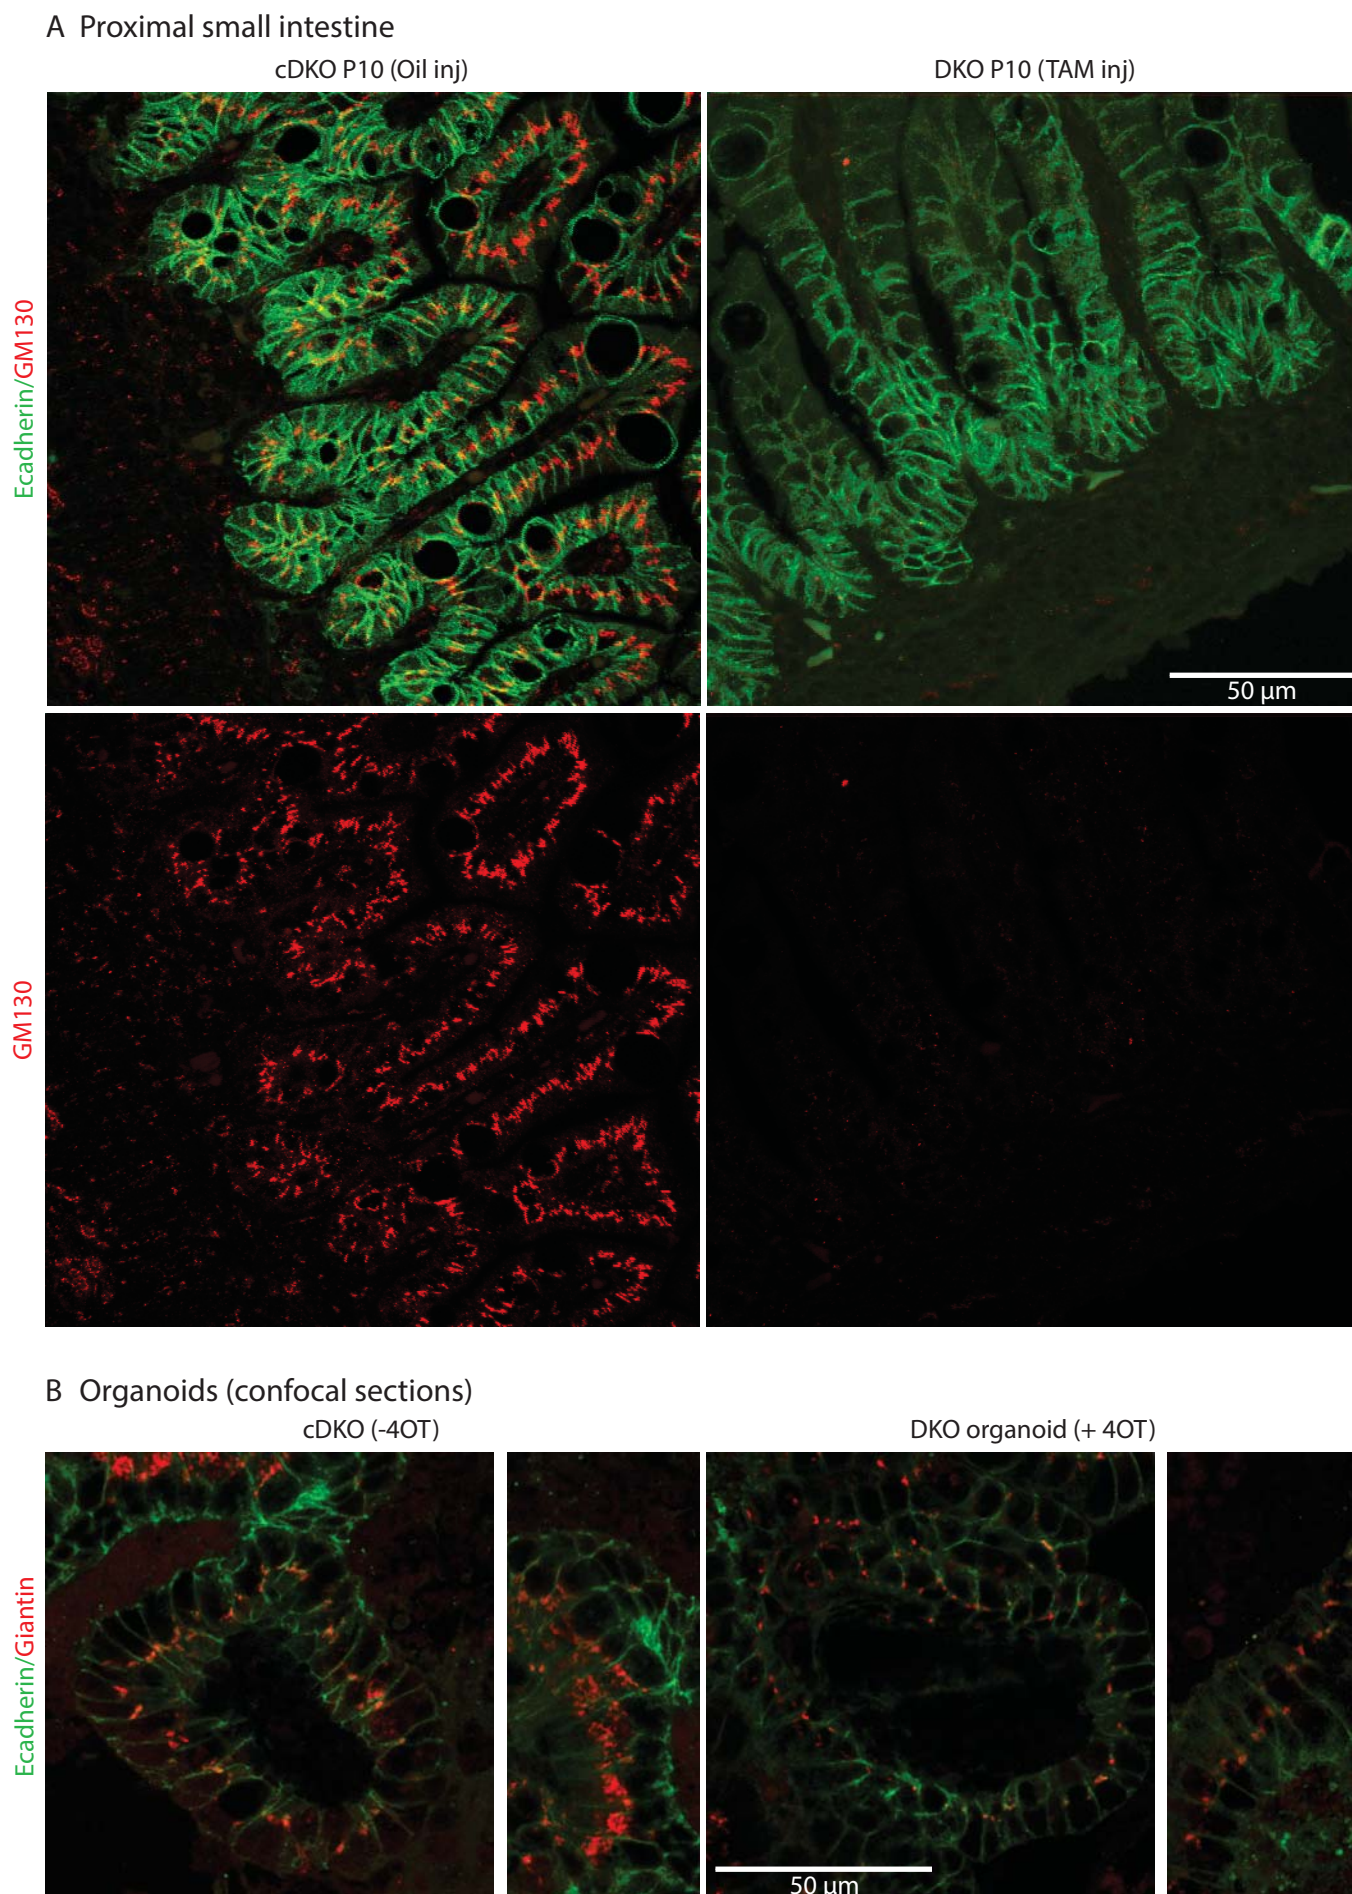 A Proximal small intestine
cDKO P10 (Oil inj)
DKO P10 (TAM inj)
Ecadherin/GM130
50 µm
GM130
B Organoids (confocal sections)
cDKO (-4OT)
DKO organoid (+ 4OT)
Ecadherin/Giantin
50 µm